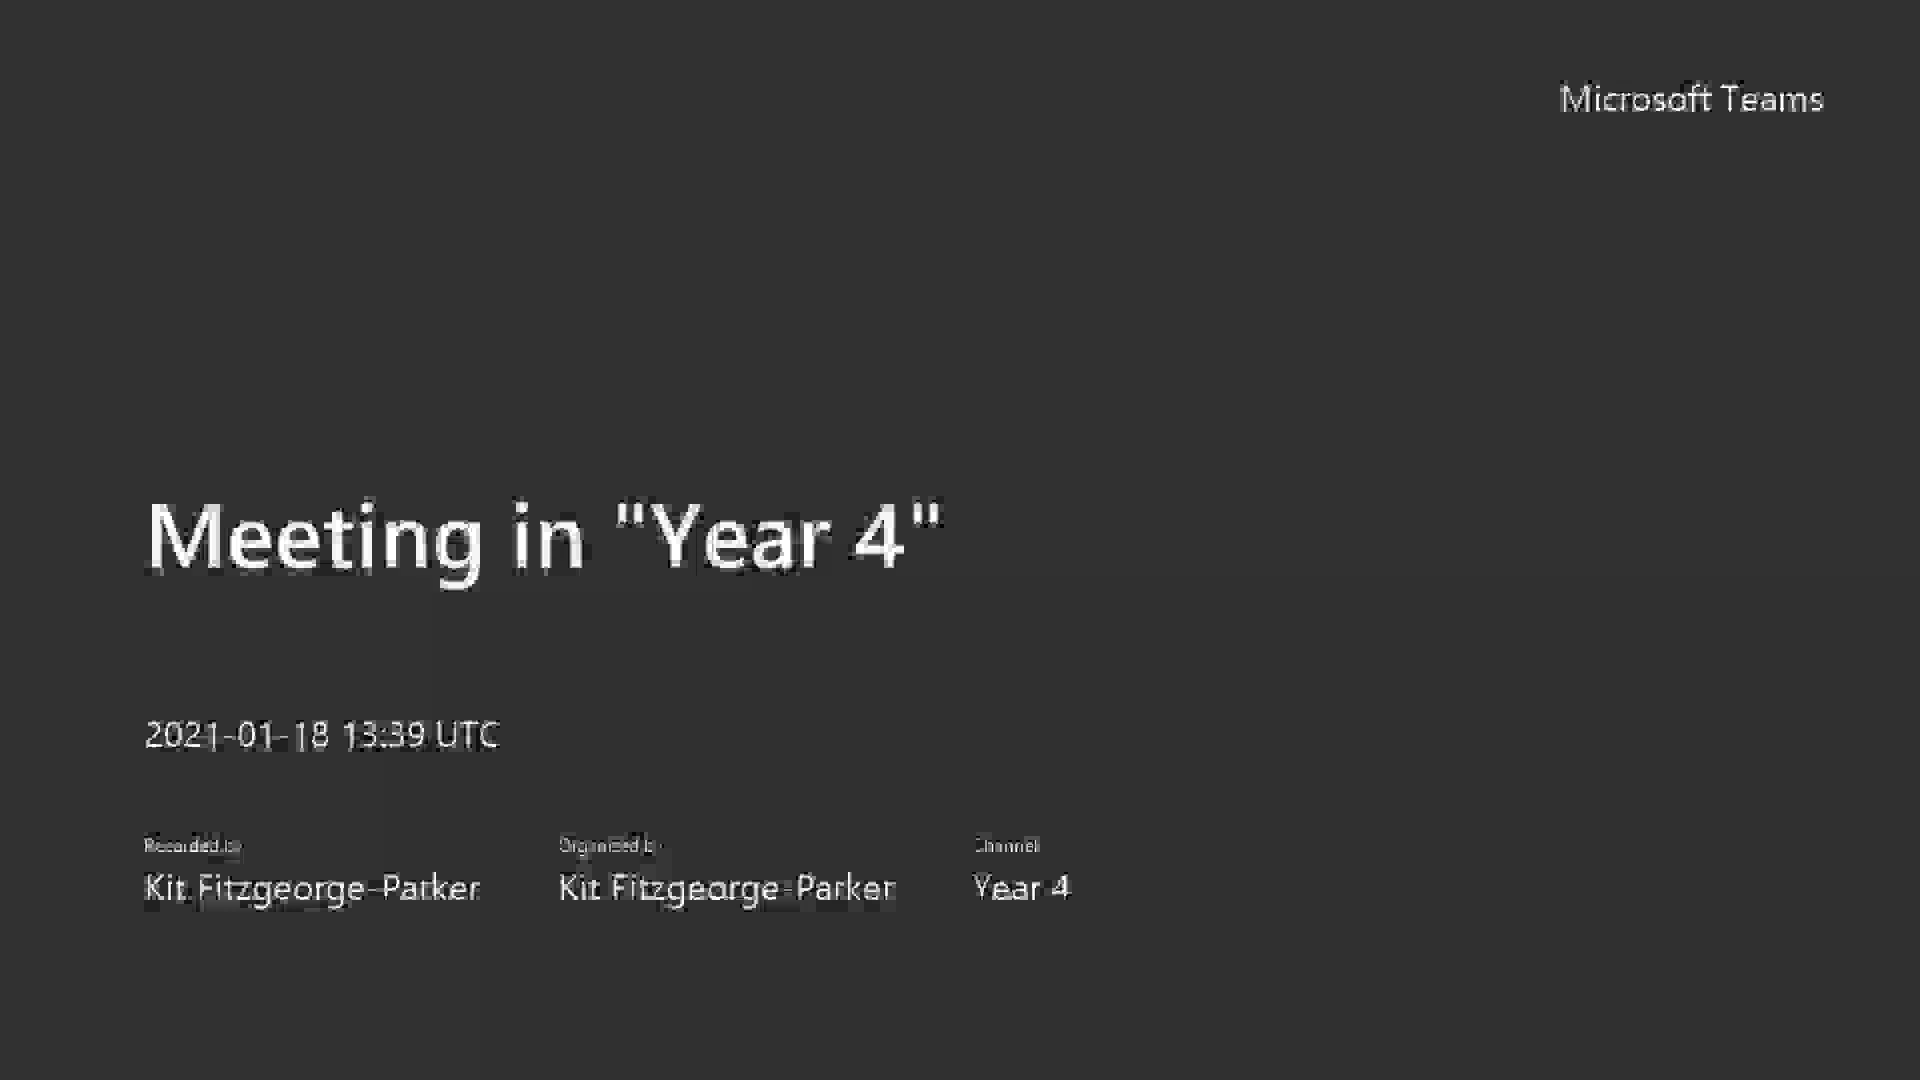 Microsoft Teams
Meeting in "Year 4"
2021-01-18 13:39 UTC
Recorded by Organized by Channel
Kit Fitzgeorge-Parker Kit Fitzgeorge-Parker Year 4